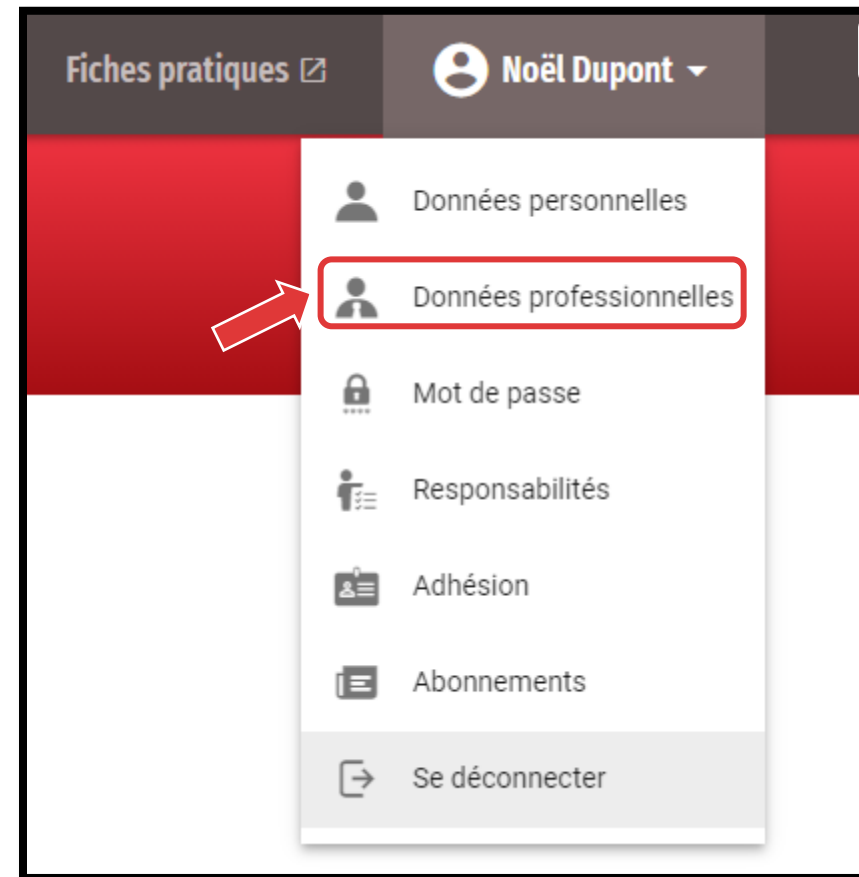 Fiches pratiques
Noël Dupont
Données personnelles
Données professionnelles
Mot de passe
Responsabilités
Adhésion
Abonnements
Se déconnecter